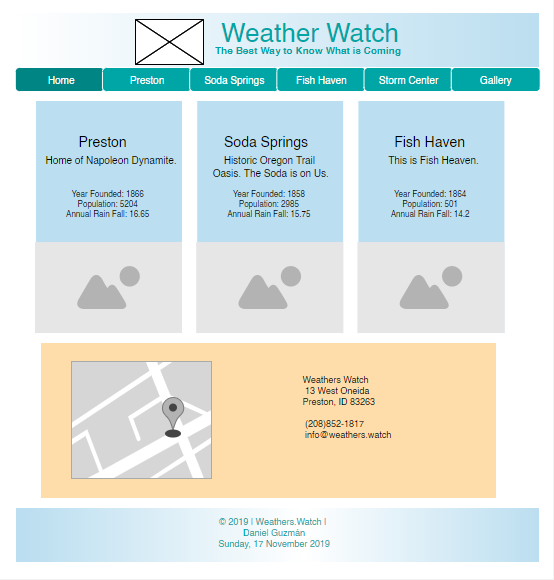 Weather Watch
The Best Way to Know What is Coming
Home Preston Soda Springs Fish Haven Storm Center Gallery
Preston
Home of Napoleon Dynamite.
Year Founded: 1866
Population: 5204
Annual Rain Fall: 16.65
Soda Springs
Historic Oregon Trail
Oasis. The Soda is on Us.
Year Founded: 1858
Population: 2985
Annual Rain Fall: 15.75
Fish Haven
This is Fish Heaven.
Year Founded: 1864
Population: 501
Annual Rain Fall: 14.2
Weathers Watch
13 West Oneida
Preston, ID 83263
(208)852-1817
info@weathers.watch
© 2019 | Weathers.Watch |
Daniel Guzmàn
Sunday, 17 November 2019